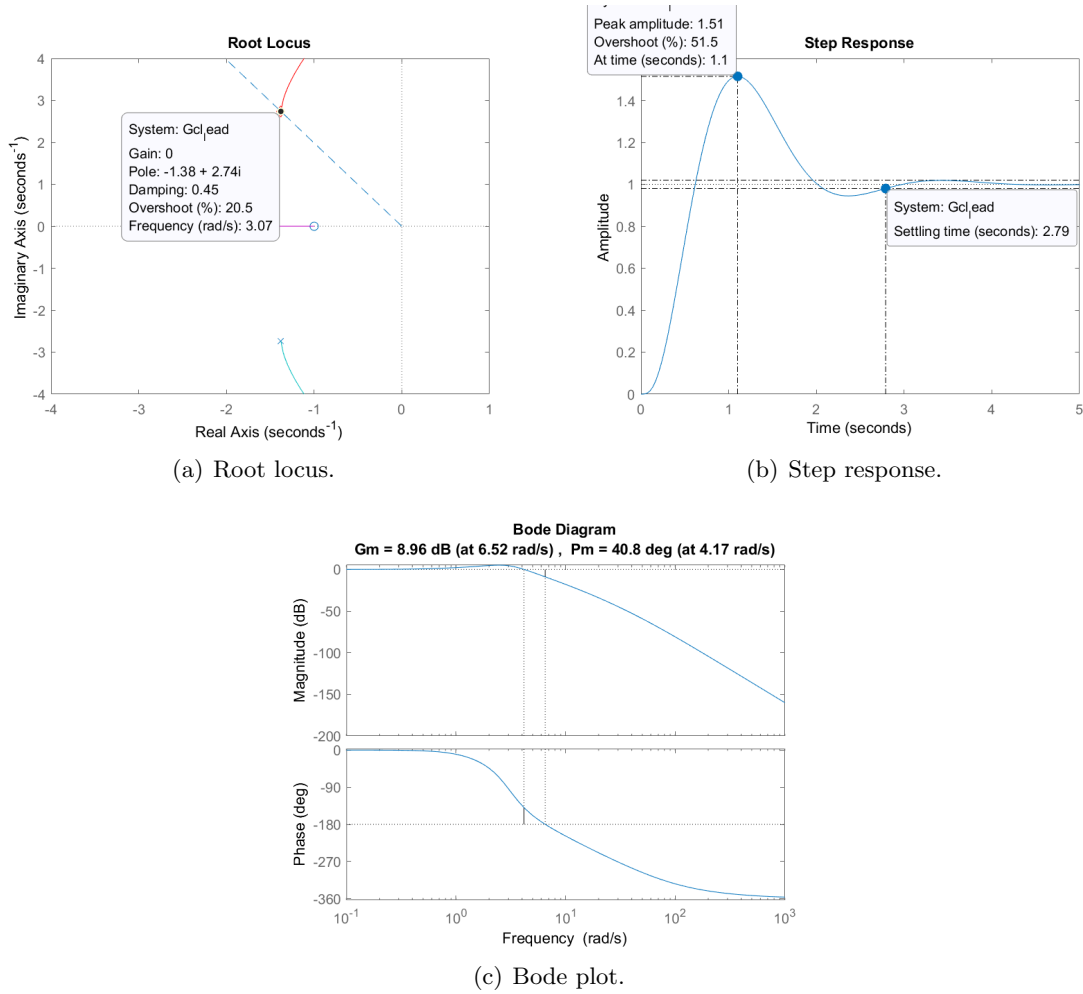 Root Locus
System: Gcl_lead
Gain: 0
Pole: -1.38 + 2.74i
Damping: 0.45
Overshoot (%): 20.5
Frequency (rad/s): 3.07
4
3
2
1
0
-1
-2
-3
-4
-4
-3
-2
-1
0
1
Imaginary Axis (seconds-1)
Real Axis (seconds-1)
(a) Root locus.
Peak amplitude: 1.51
Overshoot (%): 51.5
At time (seconds): 1.1
Step Response
System: Gcl_lead
Settling time (seconds): 2.79
1.4
1.2
1
0.8
0.6
0.4
0.2
0
0
1
2
3
4
5
Amplitude
Time (seconds)
(b) Step response.
Bode Diagram
Gm = 8.96 dB (at 6.52 rad/s) , Pm = 40.8 deg (at 4.17 rad/s)
0
-50
-100
-150
-200
Magnitude (dB)
0
-90
-180
-270
-360
Phase (deg)
10-1
100
101
102
103
Frequency (rad/s)
(c) Bode plot.